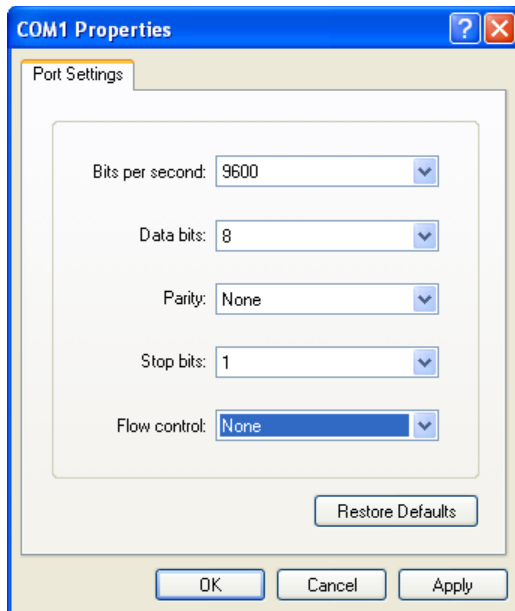 COM1 Properties
Port Settings
Bits per second: 9600
Data bits: 8
Parity: None
Stop bits: 1
Flow control: None
Restore Defaults
OK Cancel Apply